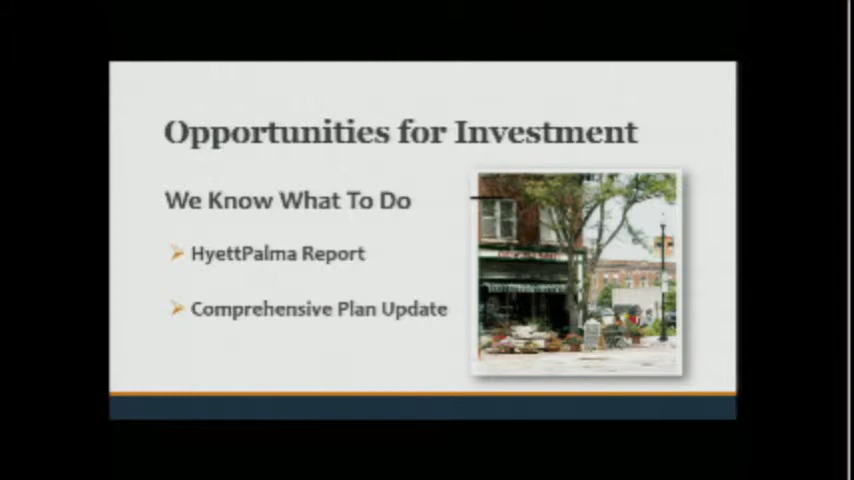 Opportunities for Investment
We Know What To Do
HyettPalma Report
Comprehensive Plan Update